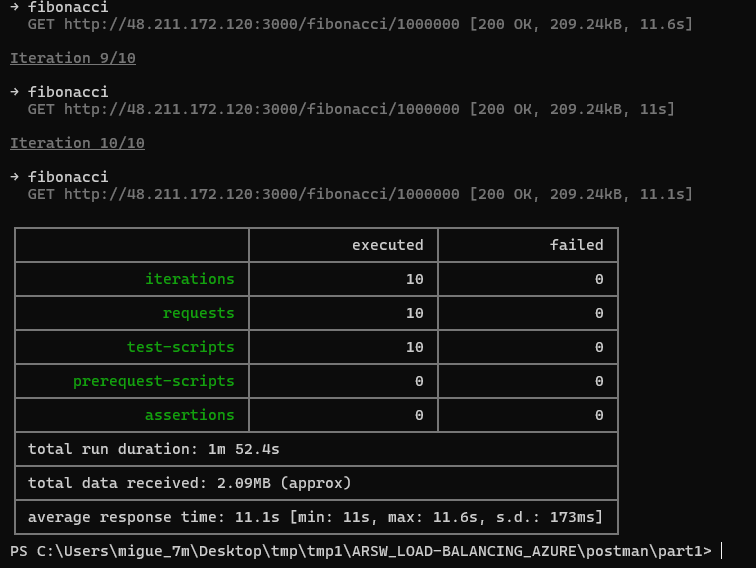 → fibonacci
GET http://48.211.172.120:3000/fibonacci/1000000 [200 OK, 209.24kB, 11.6s]
Iteration 9/10
→ fibonacci
GET http://48.211.172.120:3000/fibonacci/1000000 [200 OK, 209.24kB, 11s]
Iteration 10/10
→ fibonacci
GET http://48.211.172.120:3000/fibonacci/1000000 [200 OK, 209.24kB, 11.1s]
executed failed
iterations 10 0
requests 10 0
test-scripts 10 0
prerequest-scripts 0 0
assertions 0 0
total run duration: 1m 52.4s
total data received: 2.09MB (approx)
average response time: 11.1s [min: 11s, max: 11.6s, s.d.: 173ms]
PS C:\Users\migue_7m\Desktop\tmp\tmp1\ARSW_LOAD-BALANCING_AZURE\postman\part1>